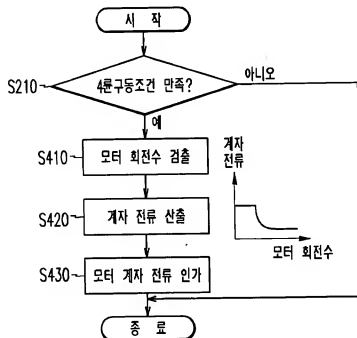 시 작
S210
4륜구동조건 만족?
아니오
예
S410
모터 회전수 검출
S420
계자 전류 산출
계자
전류
모터 회전수
S430
모터 계자 전류 인가
종 료